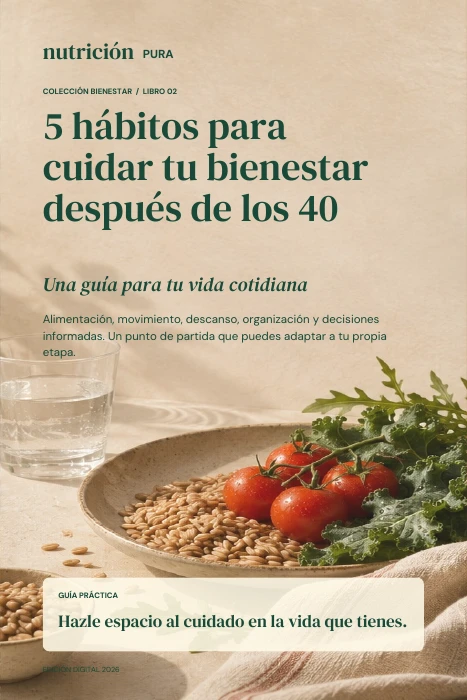 nutrición PURA
COLECCIÓN BIENESTAR / LIBRO 02
5 hábitos para
cuidar tu bienestar
después de los 40
Una guía para tu vida cotidiana
Alimentación, movimiento, descanso, organización y decisiones
informadas. Un punto de partida que puedes adaptar a tu propia
etapa.
GUÍA PRÁCTICA
Hazle espacio al cuidado en la vida que tienes.
EDICIÓN DIGITAL 2026